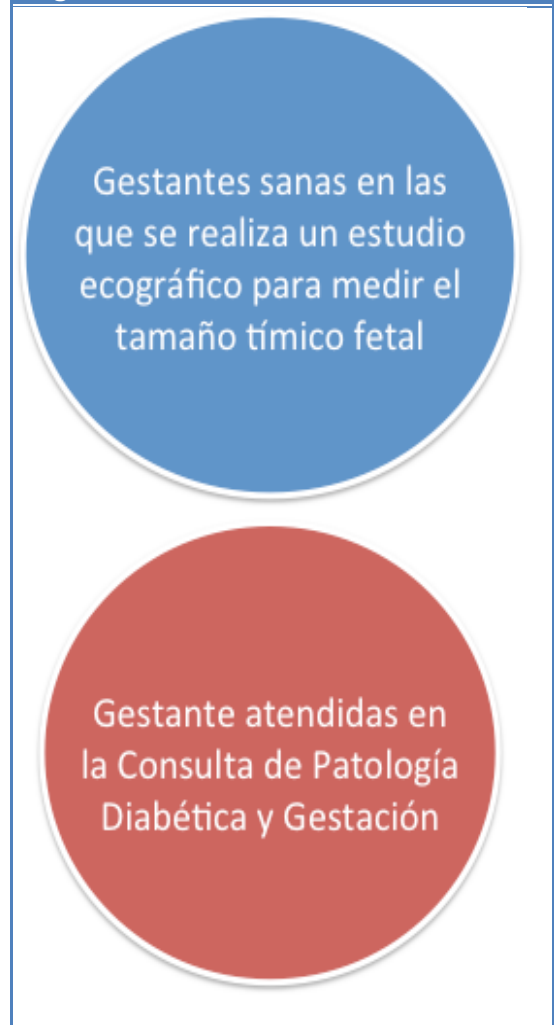 Gestantes sanas en las
que se realiza un estudio
ecográfico para medir el
tamaño tímico fetal
Gestante atendidas en
la Consulta de Patología
Diabética y Gestación